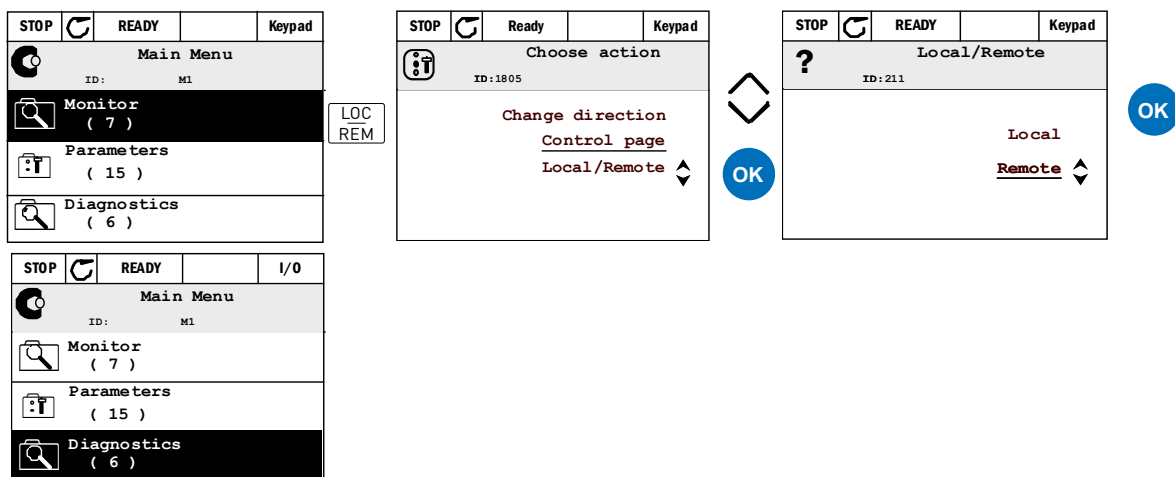 STOP READY Keypad
Main Menu
ID: M1
Monitor
( 7 )
Parameters
( 15 )
Diagnostics
( 6 )
LOC
REM
STOP Ready Keypad
Choose action
ID:1805
Change direction
Control page
Local/Remote
OK
STOP READY Keypad
Local/Remote
?
ID:211
Local
Remote
OK
STOP READY I/O
Main Menu
ID: M1
Monitor
( 7 )
Parameters
( 15 )
Diagnostics
( 6 )